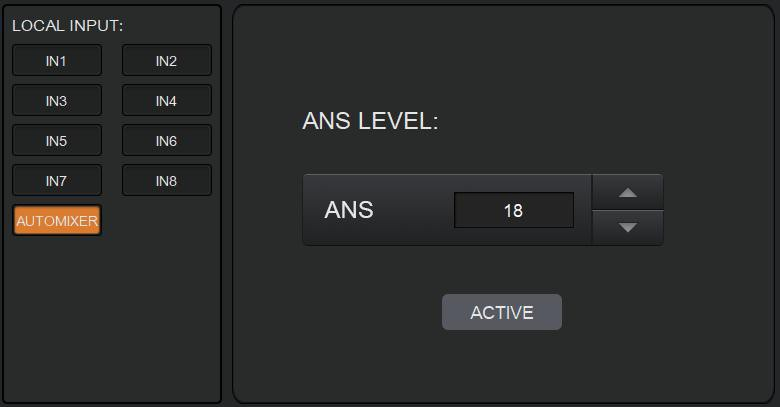 LOCAL INPUT:
IN1 IN2
IN3 IN4
IN5 IN6
IN7 IN8
AUTOMIXER
ANS LEVEL:
ANS 18
ACTIVE